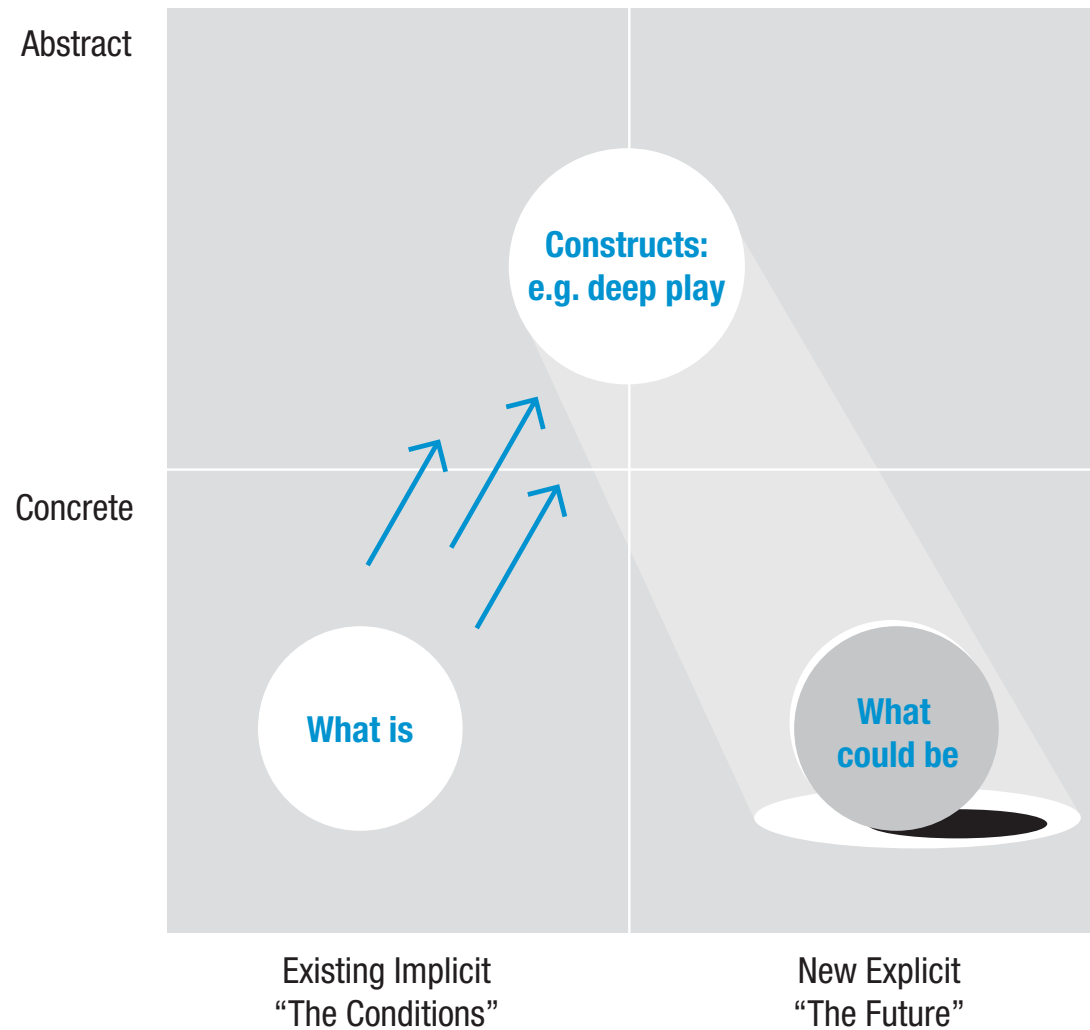 Abstract
Constructs:
e.g. deep play
Concrete
What is
What
could be
Existing Implicit
“The Conditions”
New Explicit
“The Future”